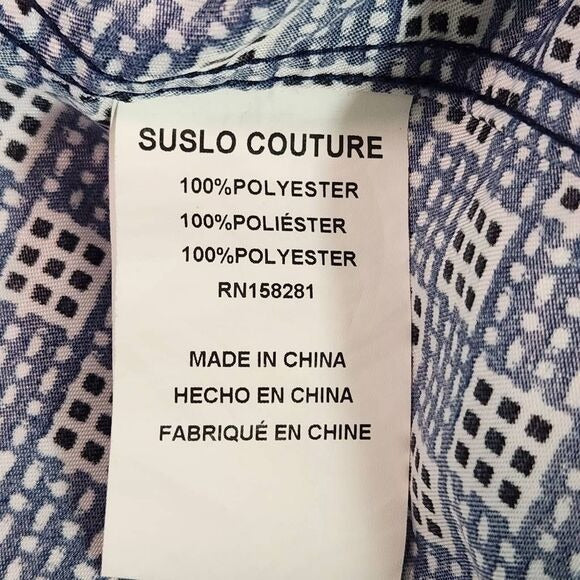 SUSLO COUTURE
100%POLYESTER
100%POLIÉSTER
100%POLYESTER
RN158281
MADE IN CHINA
HECHO EN CHINA
FABRIQUÉ EN CHINE